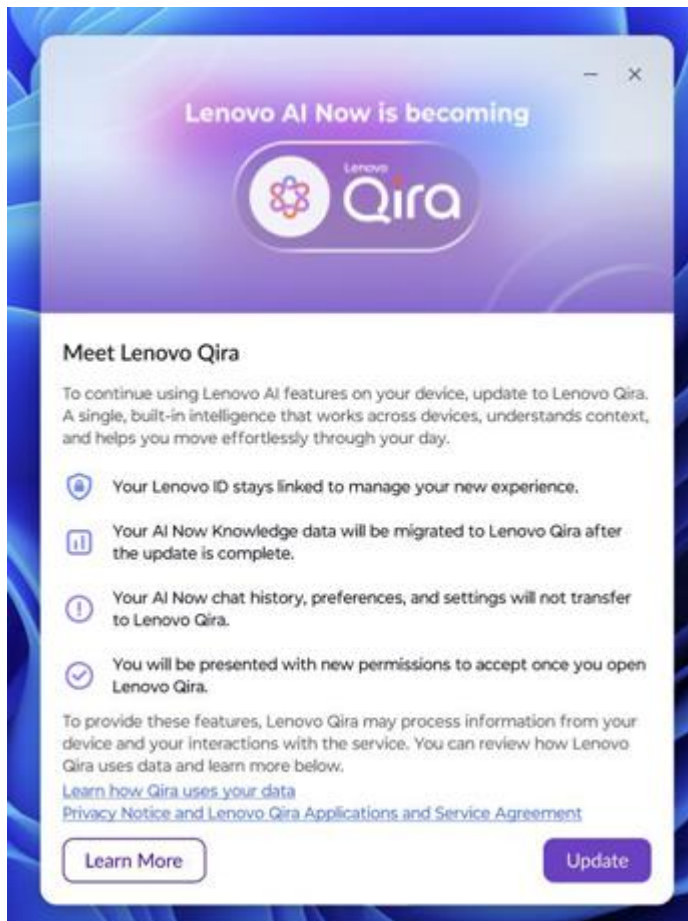 Lenovo AI Now is becoming
Lenovo
Qira
Meet Lenovo Qira
To continue using Lenovo AI features on your device, update to Lenovo Qira.
A single, built-in intelligence that works across devices, understands context,
and helps you move effortlessly through your day.
Your Lenovo ID stays linked to manage your new experience.
Your AI Now Knowledge data will be migrated to Lenovo Qira after
the update is complete.
Your AI Now chat history, preferences, and settings will not transfer
to Lenovo Qira.
You will be presented with new permissions to accept once you open
Lenovo Qira.
To provide these features, Lenovo Qira may process information from your
device and your interactions with the service. You can review how Lenovo
Qira uses data and learn more below.
Learn how Qira uses your data
Privacy Notice and Lenovo Qira Applications and Service Agreement
Learn More
Update